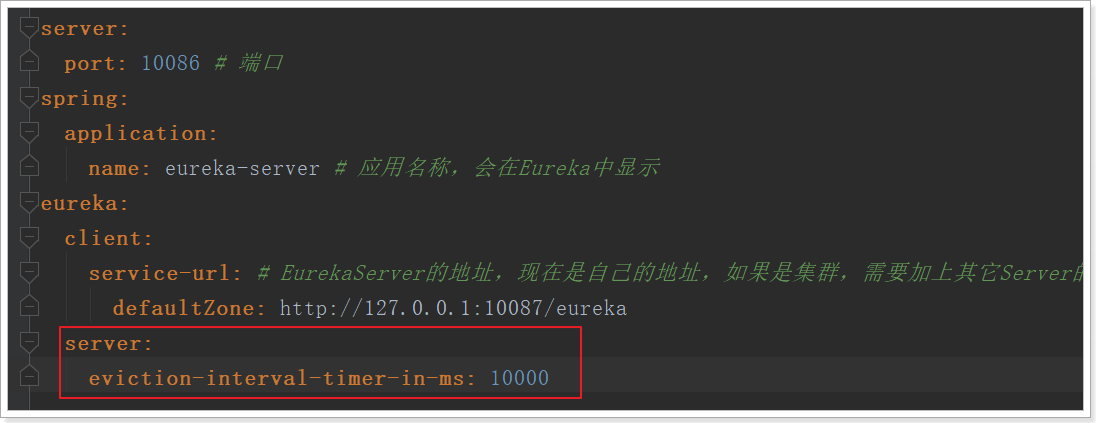 server:
port: 10086 # 端口
spring:
application:
name: eureka-server # 应用名称，会在Eureka中显示
eureka:
client:
service-url: # EurekaServer的地址，现在是自己的地址，如果是集群，需要加上其它Server的
defaultZone: http://127.0.0.1:10087/eureka
server:
eviction-interval-timer-in-ms: 10000